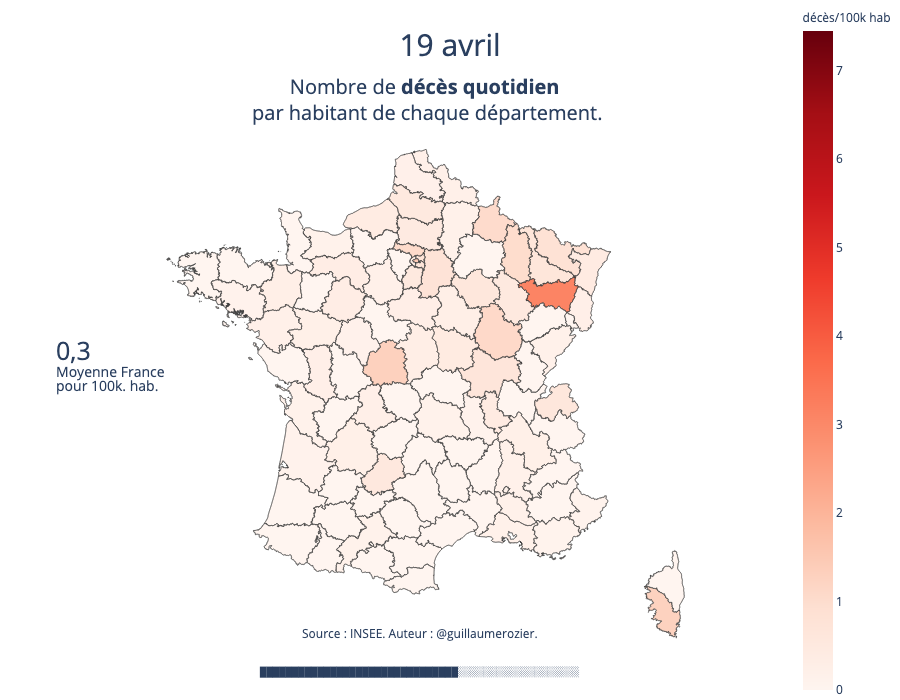 19 avril
Nombre de décès quotidien
par habitant de chaque département.
décès/100k hab
7
6
5
4
3
2
1
0
0,3
Moyenne France
pour 100k. hab.
Source : INSEE. Auteur : @guillaumerozier.